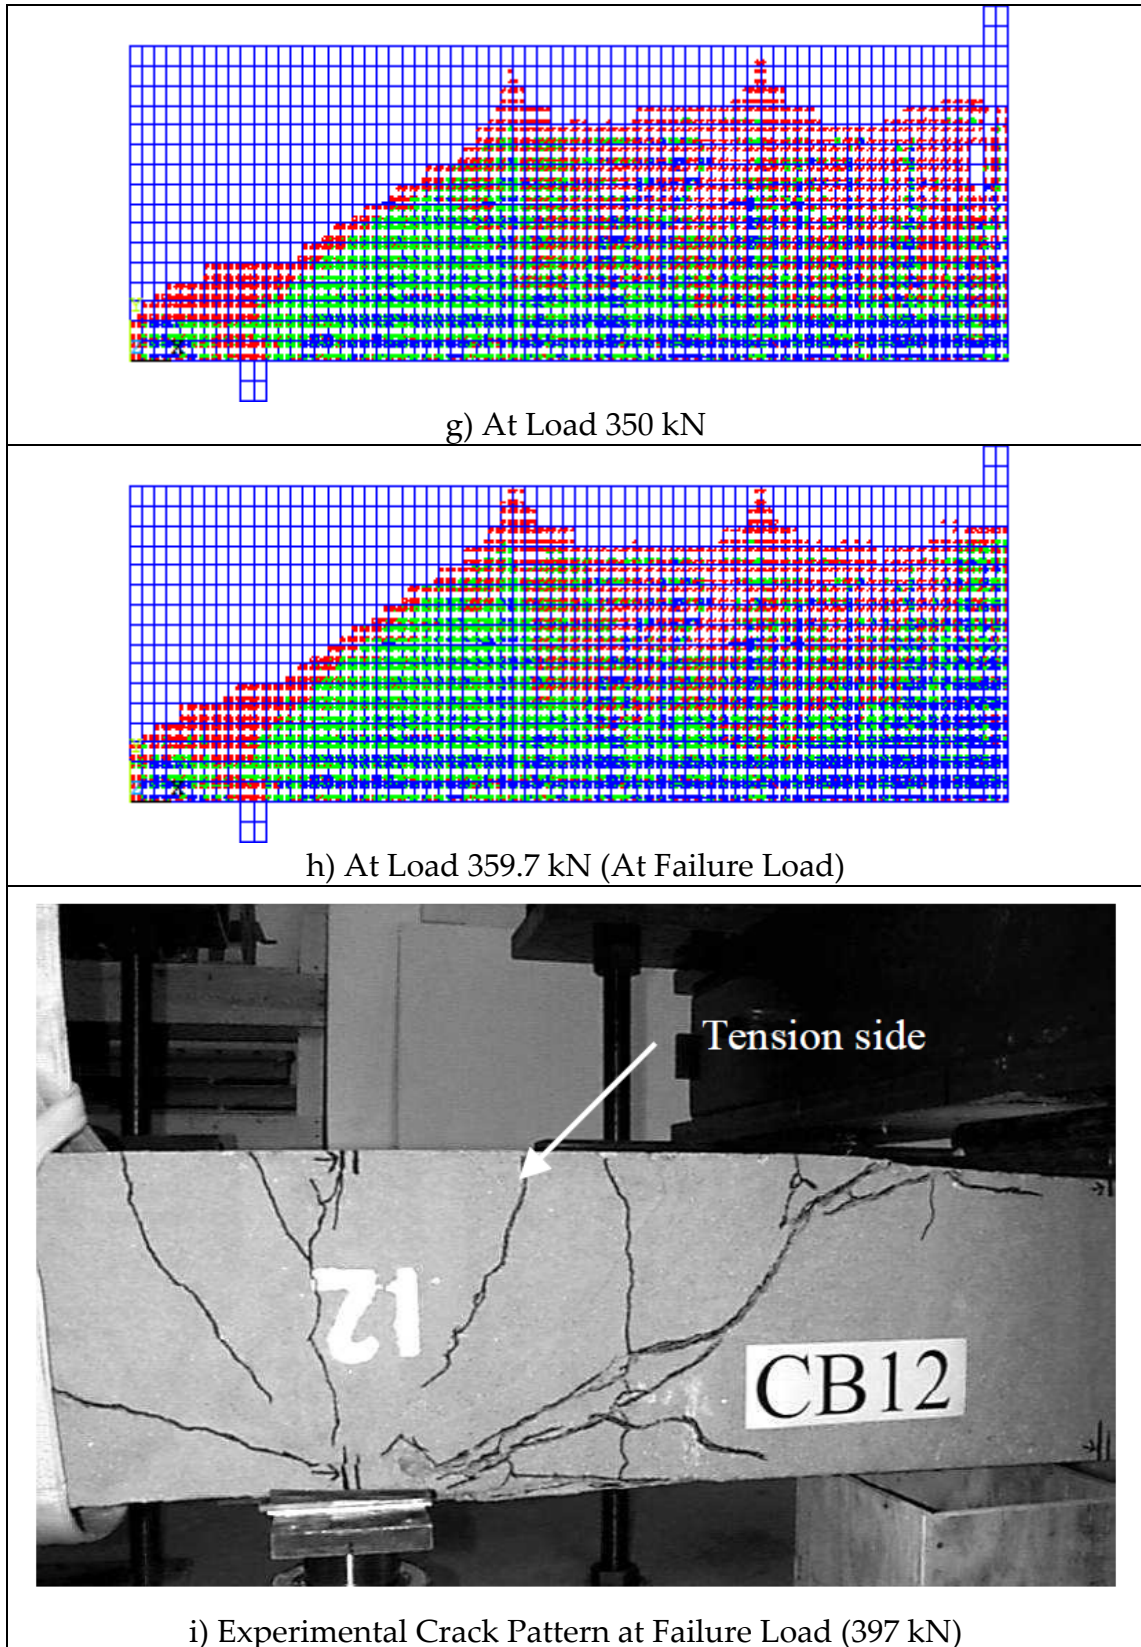 X
g) At Load 350 kN
X
h) At Load 359.7 kN (At Failure Load)
Tension side
12
CB12
i) Experimental Crack Pattern at Failure Load (397 kN)